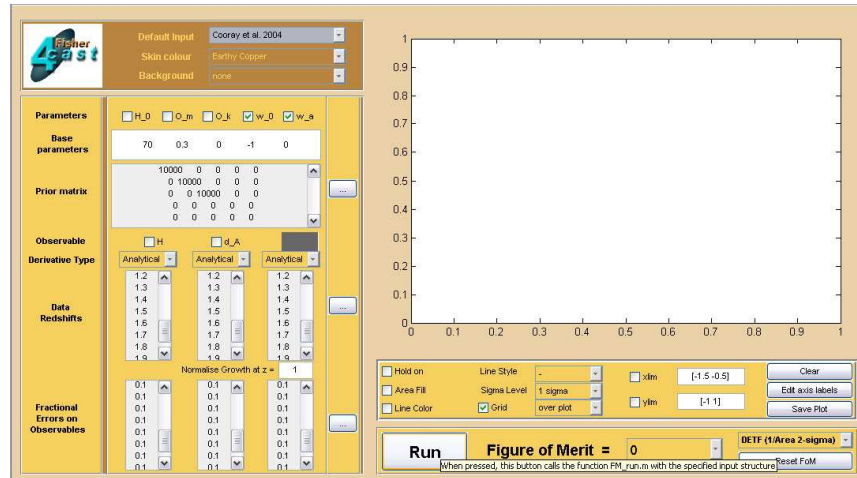 Fisher
4cast
Default Input Cooray et al. 2004
Skin colour Earthy Copper
Background none
Parameters H_0 O_m O_k w_0 w_a
Base
parameters
70 0.3 0 -1 0
Prior matrix
10000 0 0 0 0
0 10000 0 0 0
0 0 10000 0 0
0 0 0 0 0
0 0 0 0 0
...
Observable H d_A
Derivative Type Analytical Analytical Analytical
Data
Redshifts
1.2 1.2 1.2
1.3 1.3 1.3
1.4 1.4 1.4
1.5 1.5 1.5
1.6 1.6 1.6
1.7 1.7 1.7
1.8 1.8 1.8
1.9 1.9 1.9
...
Normalise Growth at z = 1
Fractional
Errors on
Observables
0.1 0.1 0.1
0.1 0.1 0.1
0.1 0.1 0.1
0.1 0.1 0.1
0.1 0.1 0.1
0.1 0.1 0.1
0.1 0.1 0.1
0.1 0.1 0.1
...
1
0.9
0.8
0.7
0.6
0.5
0.4
0.3
0.2
0.1
0
0 0.1 0.2 0.3 0.4 0.5 0.6 0.7 0.8 0.9 1
Hold on Line Style - xlim [-1.5 -0.5] Clear
Area Fill Sigma Level 1 sigma Edit axis labels
Line Color Grid over plot ylim [-1 1] Save Plot
Run Figure of Merit = 0 DETF (1/Area 2-sigma)
Reset FoM
When pressed, this button calls the function FM_run.m with the specified input structure